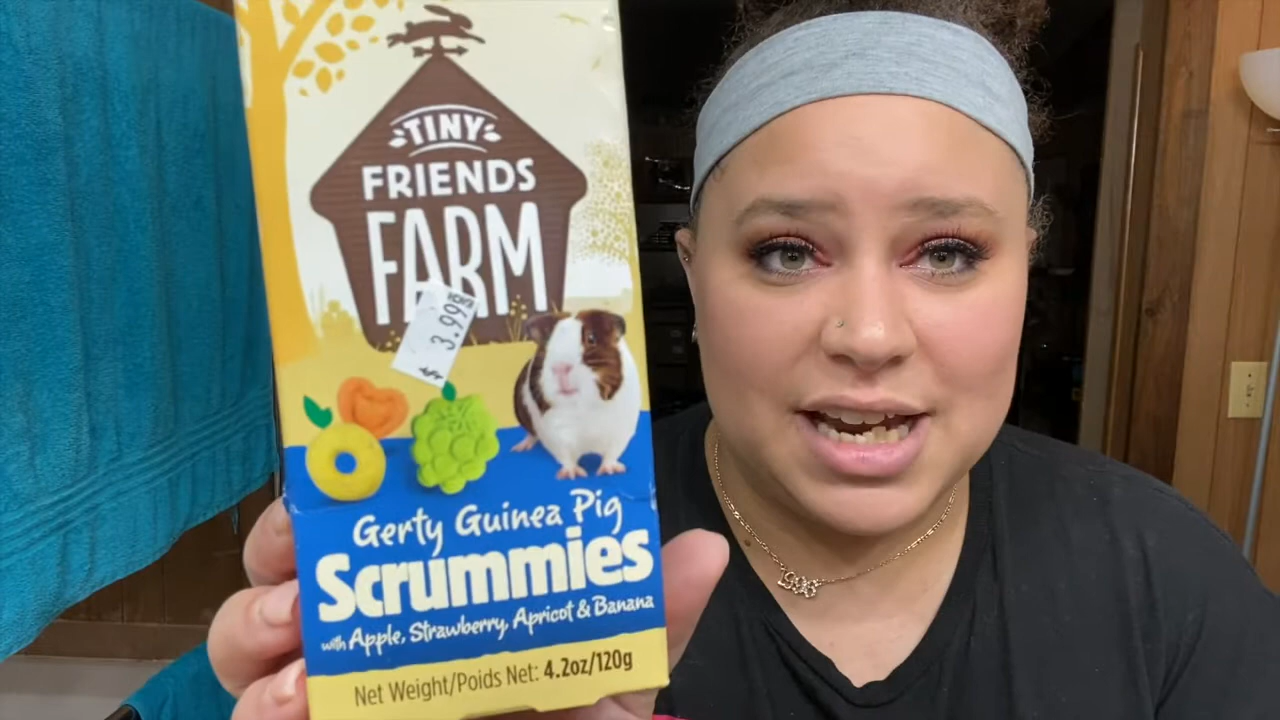 TINY
FRIENDS
FARM
3.99
Gerty Guinea Pig
Scrummies
with Apple, Strawberry, Apricot & Banana
Net Weight/Poids Net: 4.2oz/120g